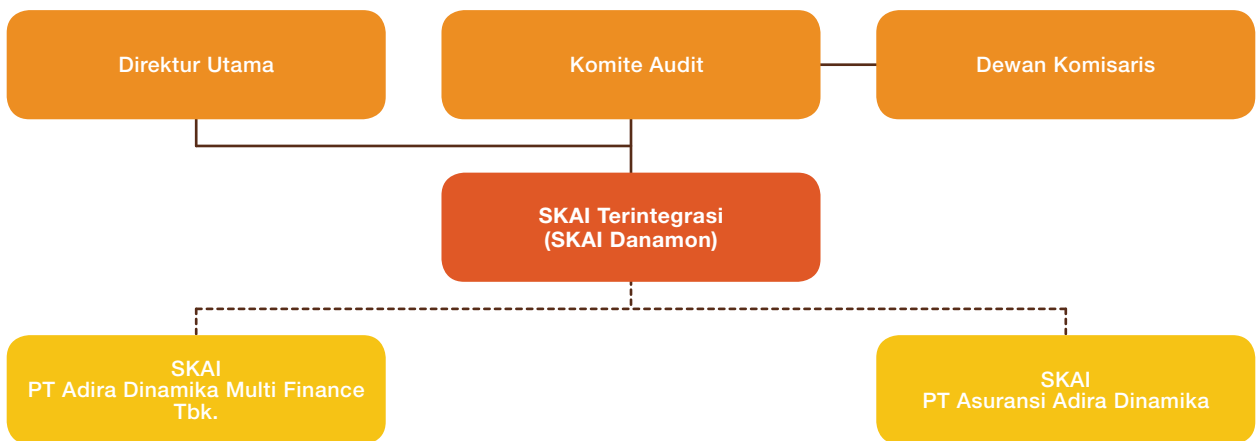 Direktur Utama
Komite Audit
Dewan Komisaris
SKAI Terintegrasi
(SKAI Danamon)
SKAI
PT Adira Dinamika Multi Finance
Tbk.
SKAI
PT Asuransi Adira Dinamika